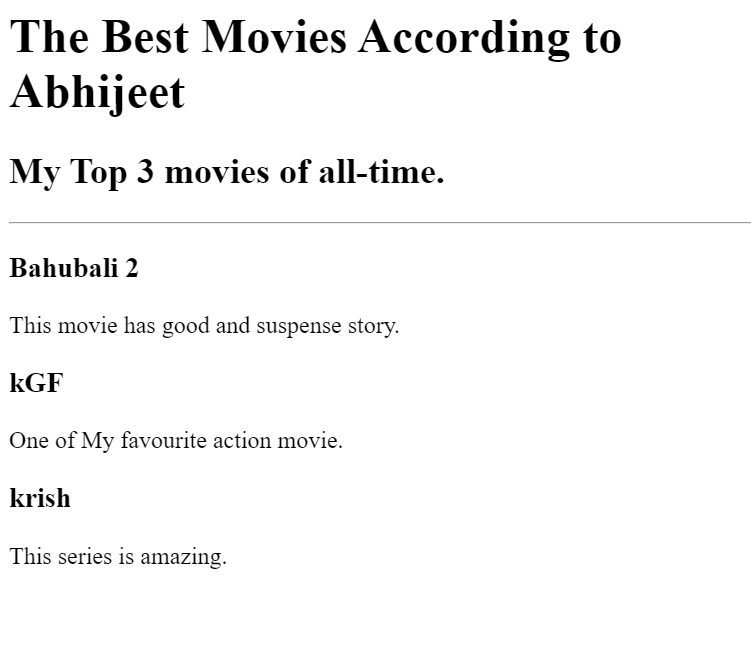 The Best Movies According to
Abhijeet
My Top 3 movies of all-time.
Bahubali 2
This movie has good and suspense story.
kGF
One of My favourite action movie.
krish
This series is amazing.